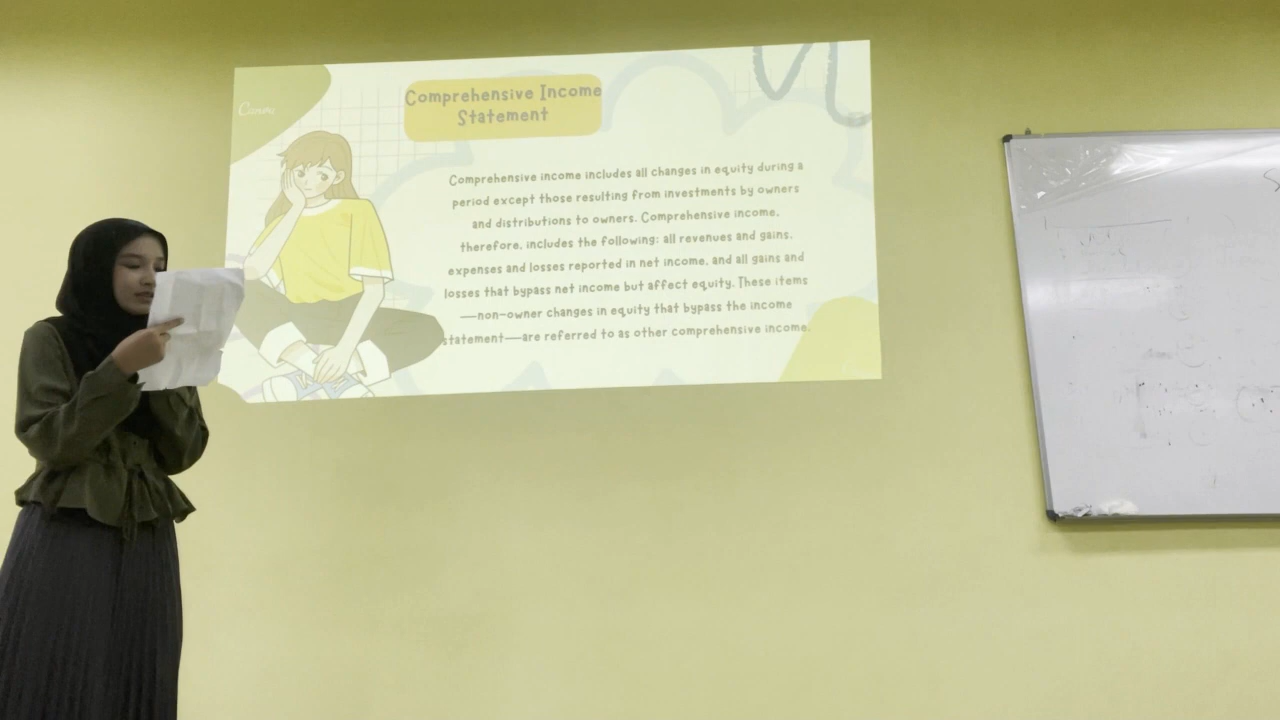 Canva
Comprehensive Income
Statement
Comprehensive income includes all changes in equity during a
period except those resulting from investments by owners
and distributions to owners. Comprehensive income,
therefore, includes the following: all revenues and gains,
expenses and losses reported in net income, and all gains and
losses that bypass net income but affect equity. These items
—non-owner changes in equity that bypass the income
statement—are referred to as other comprehensive income.